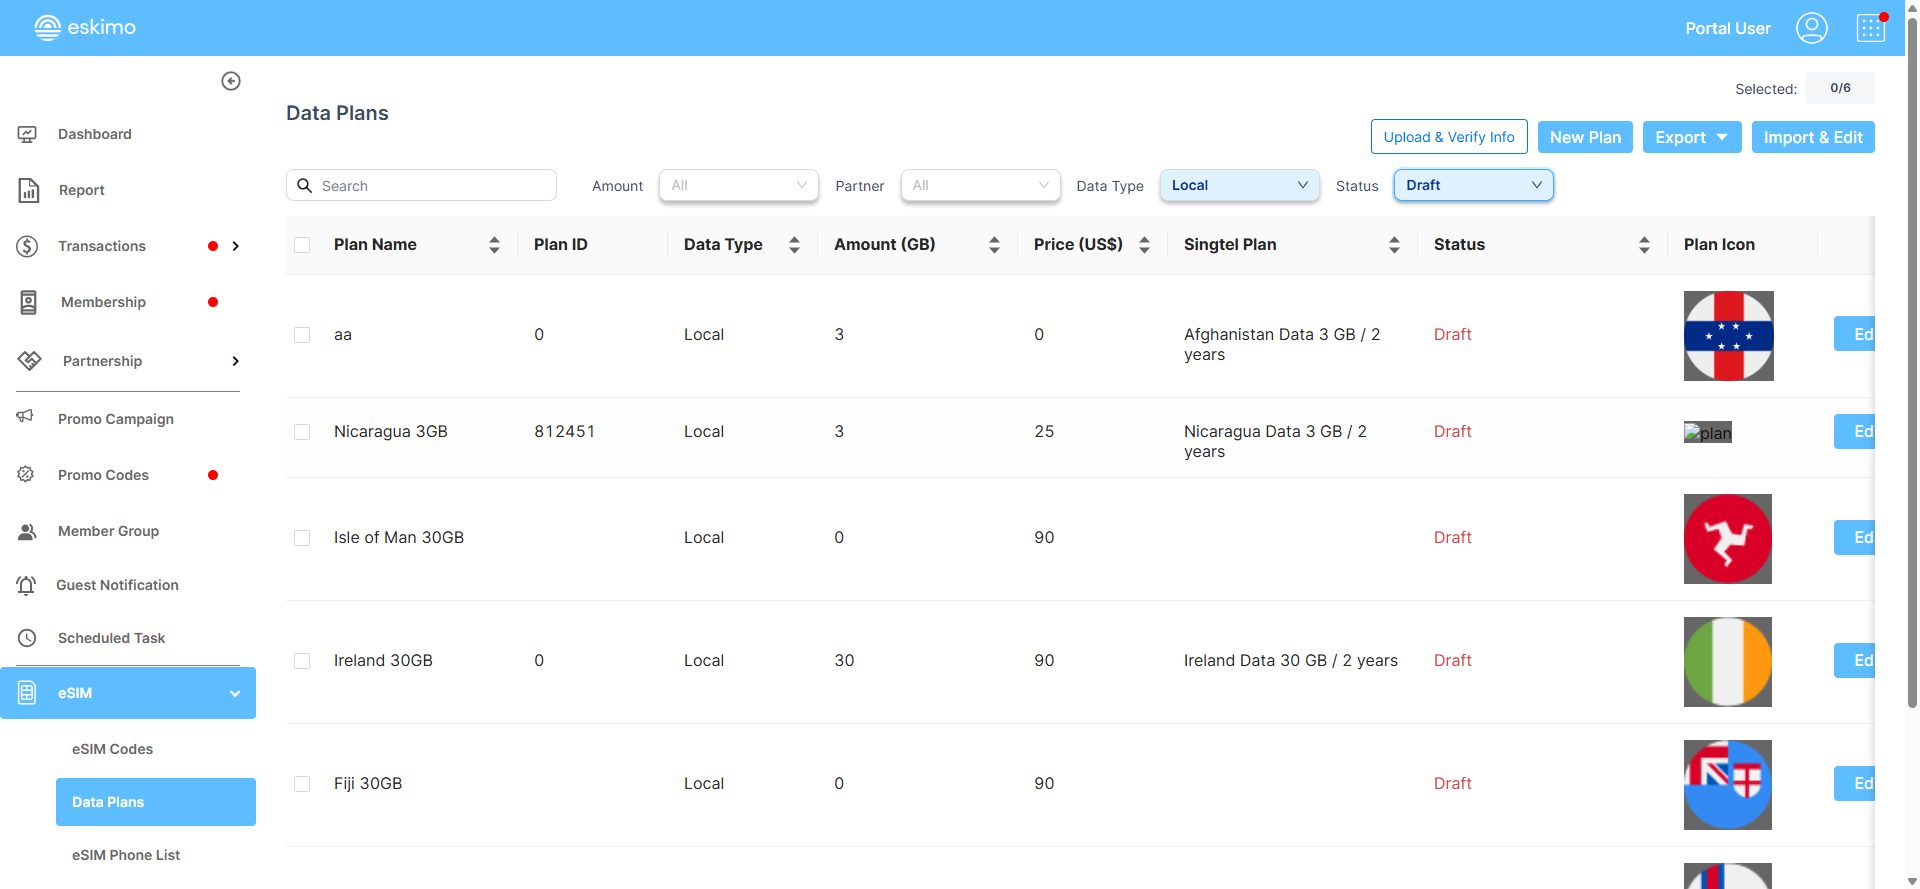 eskimo
Portal User
Selected: 0/6
Data Plans
Upload & Verify Info
New Plan
Export
Import & Edit
Search
Amount All
Partner All
Data Type Local
Status Draft
Dashboard
Report
Transactions
Membership
Partnership
Promo Campaign
Promo Codes
Member Group
Guest Notification
Scheduled Task
eSIM
eSIM Codes
Data Plans
eSIM Phone List
Plan Name Plan ID Data Type Amount (GB) Price (US$) Singtel Plan Status Plan Icon
aa 0 Local 3 0 Afghanistan Data 3 GB / 2 Draft Ed
years
Nicaragua 3GB 812451 Local 3 25 Nicaragua Data 3 GB / 2 Draft plan Ed
years
Isle of Man 30GB Local 0 90 Draft Ed
Ireland 30GB 0 Local 30 90 Ireland Data 30 GB / 2 years Draft Ed
Fiji 30GB Local 0 90 Draft Ed